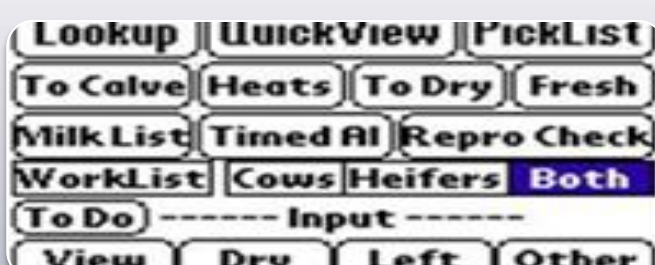 Lookup QuickView PickList
To Calve Heats To Dry Fresh
Milk List Timed AI Repro Check
WorkList Cows Heifers Both
To Do ------ Input ------
View Dry Left Other